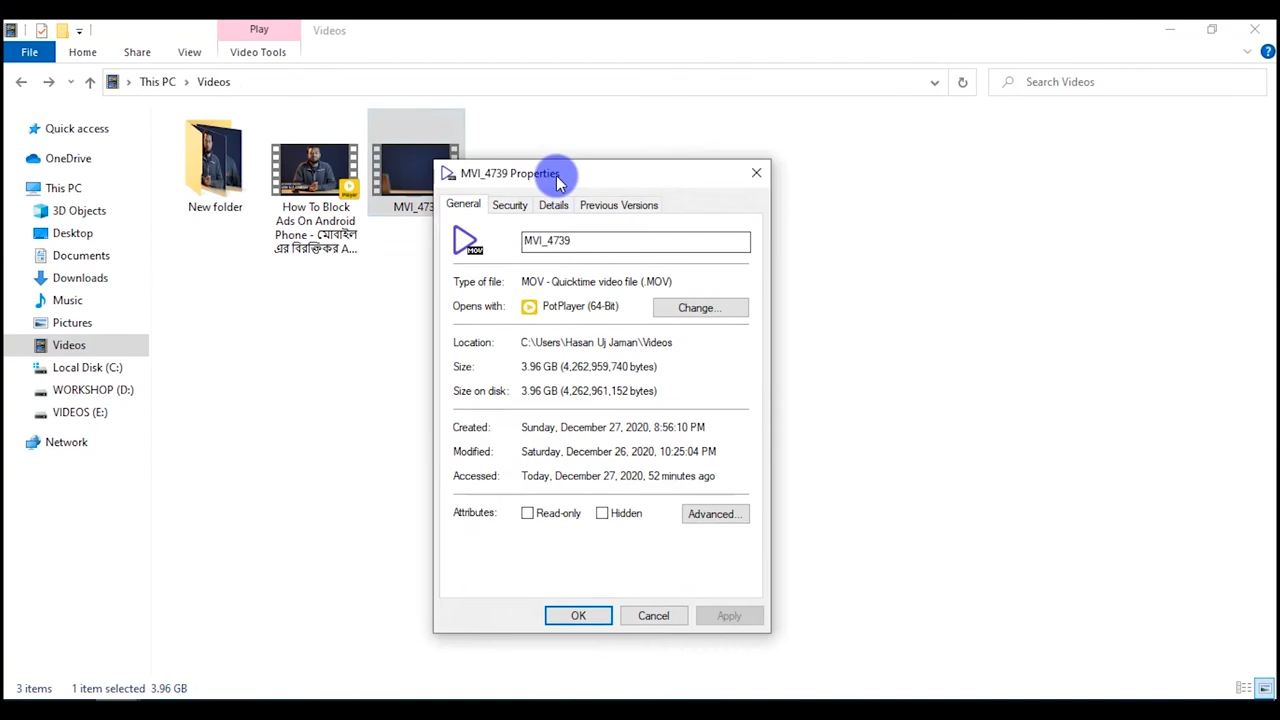 Play
Videos
File
Home
Share
View
Video Tools
This PC
Videos
Search Videos
Quick access
OneDrive
This PC
3D Objects
Desktop
Documents
Downloads
Music
Pictures
Videos
Local Disk (C:)
WORKSHOP (D:)
VIDEOS (E:)
Network
New folder
How To Block
Ads On Android
Phone - মোবাইল
এর বিরক্তিকর A...
MVI_473
MVI_4739 Properties
General
Security
Details
Previous Versions
MOV
MVI_4739
Type of file:
MOV - Quicktime video file (.MOV)
Opens with:
PotPlayer (64-Bit)
Change...
Location:
C:\Users\Hasan Uj Jaman\Videos
Size:
3.96 GB (4,262,959,740 bytes)
Size on disk:
3.96 GB (4,262,961,152 bytes)
Created:
Sunday, December 27, 2020, 8:56:10 PM
Modified:
Saturday, December 26, 2020, 10:25:04 PM
Accessed:
Today, December 27, 2020, 52 minutes ago
Attributes:
Read-only
Hidden
Advanced...
OK
Cancel
Apply
3 items
1 item selected
3.96 GB